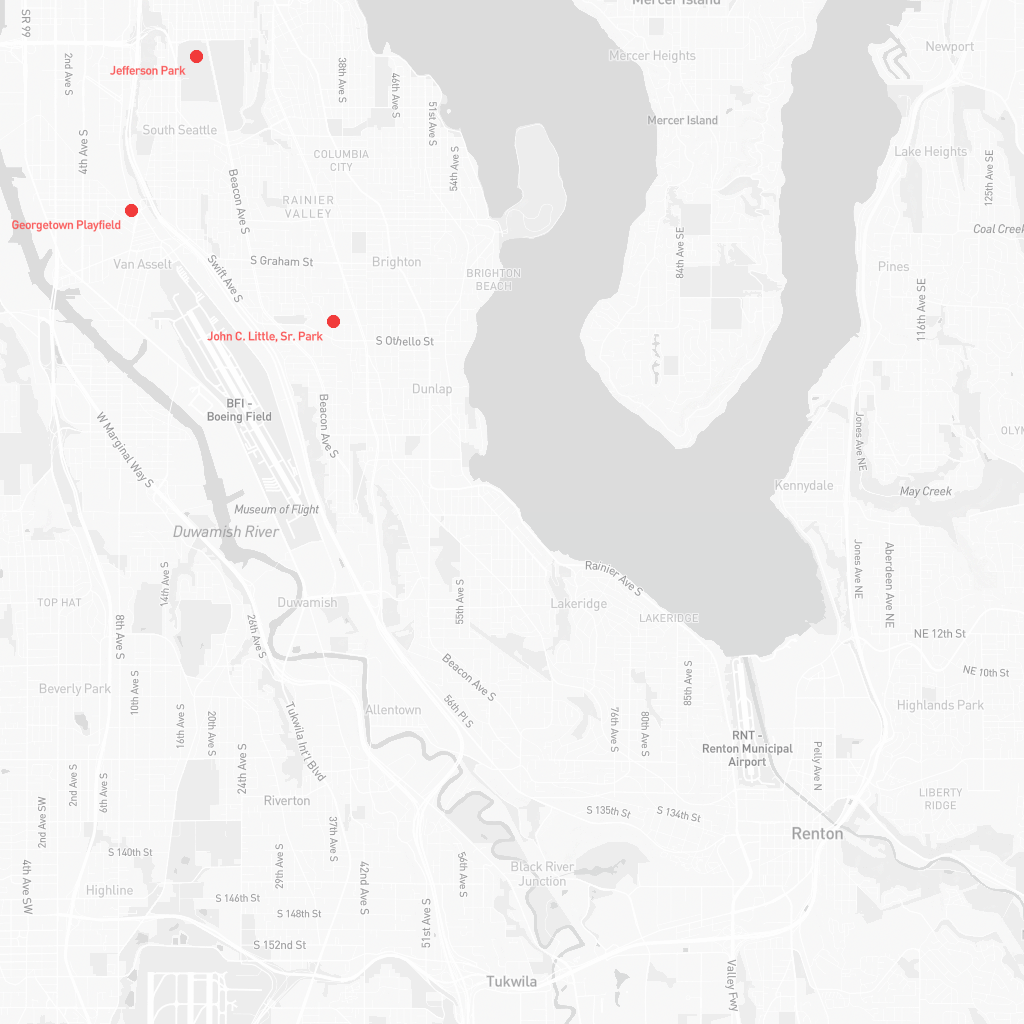 Mercer Island
SR 99
2nd Ave S
Jefferson Park
38th Ave S
46th Ave S
51st Ave S
54th Ave S
Mercer Heights
Newport
South Seattle
4th Ave S
COLUMBIA
CITY
Mercer Island
Lake Heights
125th Ave SE
Beacon Ave S
RAINIER
VALLEY
Georgetown Playfield
84th Ave SE
Coal Creek
Van Asselt
Swift Ave S
S Graham St
Brighton
BRIGHTON
BEACH
Pines
116th Ave SE
John C. Little, Sr. Park
S Othello St
Dunlap
BFI -
Boeing Field
Beacon Ave S
W Marginal Way S
Jones Ave NE
Kennydale
May Creek
Museum of Flight
Duwamish River
Rainier Ave S
Jones Ave NE
Aberdeen Ave NE
14th Ave S
TOP HAT
Duwamish
55th Ave S
Lakeridge
LAKERIDGE
8th Ave S
26th Ave S
NE 12th St
NE 10th St
Beacon Ave S
85th Ave S
Beverly Park
10th Ave S
56th Pl S
Allentown
Highlands Park
16th Ave S
20th Ave S
24th Ave S
Tukwila Int'l Blvd
76th Ave S
80th Ave S
RNT -
Renton Municipal
Airport
Pelly Ave N
2nd Ave S
6th Ave S
2nd Ave SW
Riverton
37th Ave S
S 135th St
S 134th St
LIBERTY
RIDGE
Renton
S 140th St
4th Ave SW
Highline
29th Ave S
42nd Ave S
56th Ave S
Black River
Junction
S 146th St
S 148th St
51st Ave S
S 152nd St
Tukwila
Valley Fwy